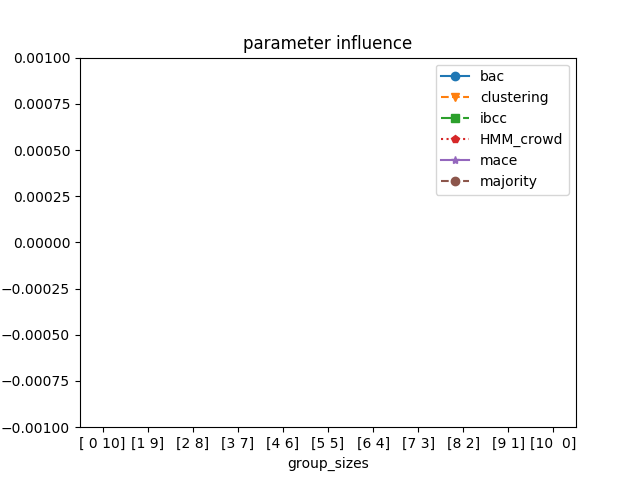 parameter influence
0.00100
0.00075
0.00050
0.00025
0.00000
−0.00025
−0.00050
−0.00075
−0.00100
bac
clustering
ibcc
HMM_crowd
mace
majority
[ 0 10] [1 9] [2 8] [3 7] [4 6] [5 5] [6 4] [7 3] [8 2] [9 1] [10  0]
group_sizes